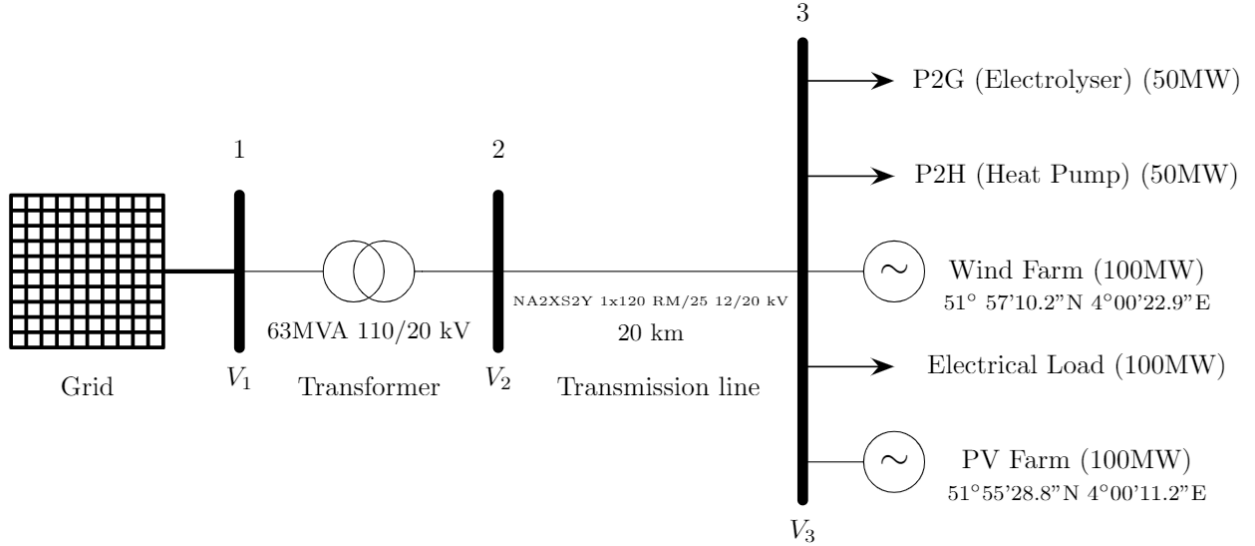 3
P2G (Electrolyser) (50MW)
1
2
P2H (Heat Pump) (50MW)
~
Wind Farm (100MW)
51° 57'10.2"N 4°00'22.9"E
NA2XS2Y 1x120 RM/25 12/20 kV
63MVA 110/20 kV
20 km
Electrical Load (100MW)
Grid
V1
Transformer
V2
Transmission line
~
PV Farm (100MW)
51°55'28.8"N 4°00'11.2"E
V3